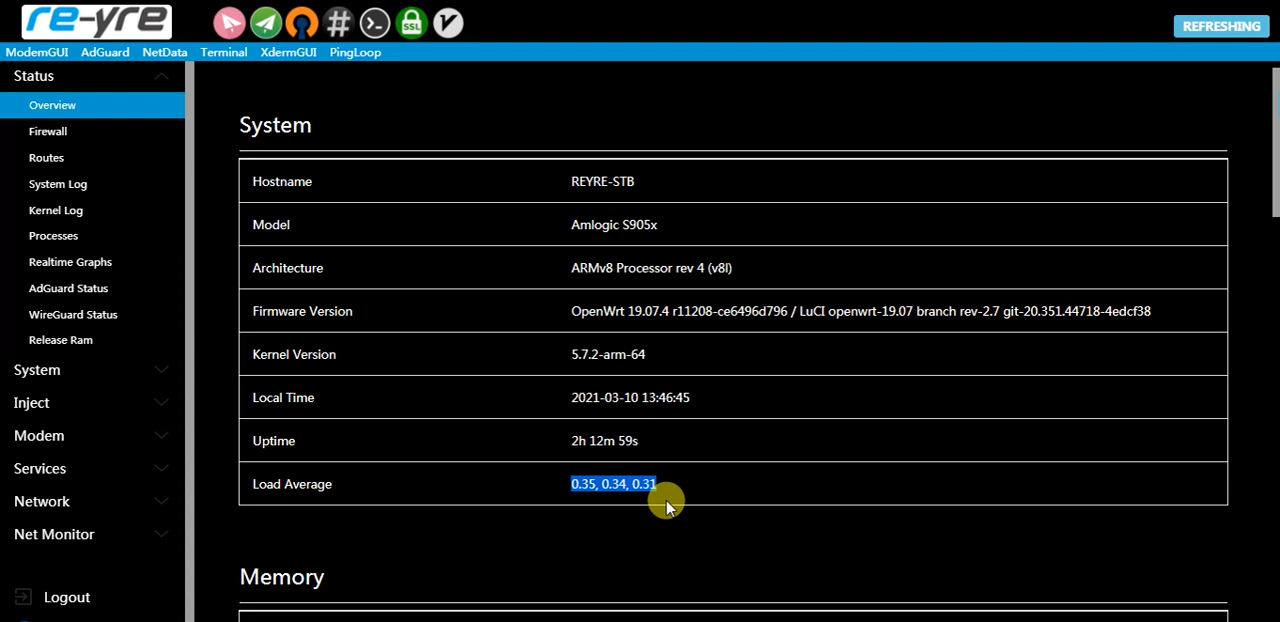 re-yre
SSL
REFRESHING
ModemGUI AdGuard NetData Terminal XdermGUI PingLoop
Status
Overview
Firewall
Routes
System Log
Kernel Log
Processes
Realtime Graphs
AdGuard Status
WireGuard Status
Release Ram
System
Inject
Modem
Services
Network
Net Monitor
Logout
System
Hostname REYRE-STB
Model Amlogic S905x
Architecture ARMv8 Processor rev 4 (v8l)
Firmware Version OpenWrt 19.07.4 r11208-ce6496d796 / LuCI openwrt-19.07 branch rev-2.7 git-20.351.44718-4edcf38
Kernel Version 5.7.2-arm-64
Local Time 2021-03-10 13:46:45
Uptime 2h 12m 59s
Load Average 0.35, 0.34, 0.31
Memory